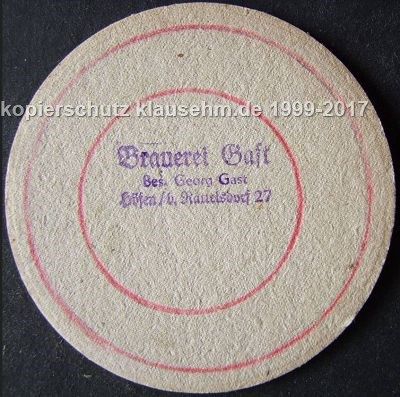 kopierschutz klausehm.de 1999-2017
Brauerei Gast
Bes. Georg Gast
Höfen / b. Rattelsdorf 27